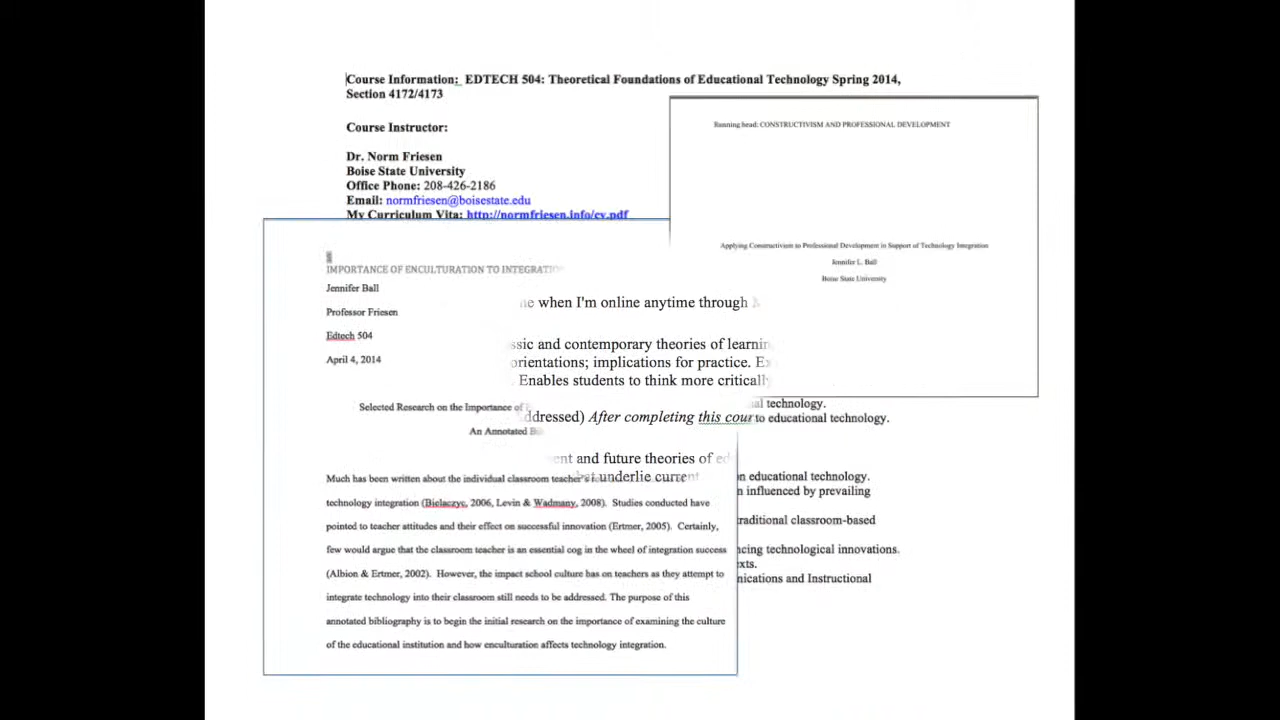 Course Information: EDTECH 504: Theoretical Foundations of Educational Technology Spring 2014,
Section 4172/4173
Course Instructor:
Dr. Norm Friesen
Boise State University
Office Phone: 208-426-2186
Email: normfriesen@boisestate.edu
My Curriculum Vita: http://normfriesen.info/cv.pdf
Running head: CONSTRUCTIVISM AND PROFESSIONAL DEVELOPMENT
Applying Constructivism to Professional Development in Support of Technology Integration
Jennifer L. Ball
Boise State University
IMPORTANCE OF ENCULTURATION TO INTEGRATION
Jennifer Ball
Professor Friesen
Edtech 504
April 4, 2014
Selected Research on the Importance of
An Annotated
Much has been written about the individual classroom teacher's
technology integration (Bielaczyc, 2006, Levin & Wadmany, 2008). Studies conducted have
pointed to teacher attitudes and their effect on successful innovation (Ertmer, 2005). Certainly,
few would argue that the classroom teacher is an essential cog in the wheel of integration success
(Albion & Ertmer, 2002). However, the impact school culture has on teachers as they attempt to
integrate technology into their classroom still needs to be addressed. The purpose of this
annotated bibliography is to begin the initial research on the importance of examining the culture
of the educational institution and how enculturation affects technology integration.
ne when I'm online anytime through
ssic and contemporary theories of learnin
orientations; implications for practice. Ex
. Enables students to think more critically
ddressed) After completing this cour
ent and future theories of ed
underlie current
al technology.
to educational technology.
n educational technology.
n influenced by prevailing
raditional classroom-based
ncing technological innovations.
exts.
nications and Instructional